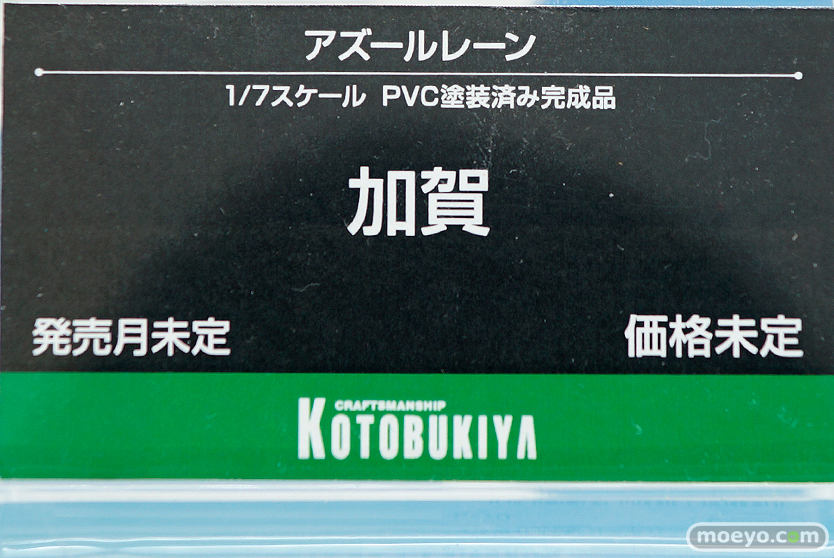 アズールレーン
1/7スケール PVC塗装済み完成品
加賀
発売月未定 価格未定
CRAFTSMANSHIP
KOTOBUKIYA
moeyo.com